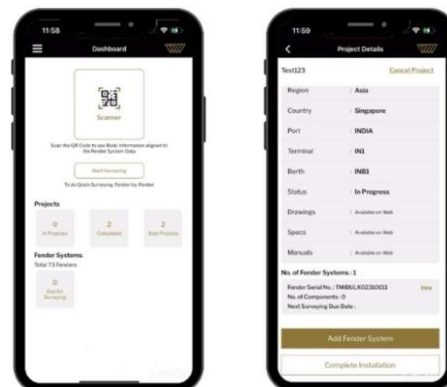 11:58
Dashboard
Scanner
Scan the QR Code to see Basic Information aligned to
the Fender System Data
Start Surveying
To do Quick Surveying, Fender by
Fender
Projects
0
In Progress
2
Completed
2
Total Projects
Fender Systems
Total 73 Fenders
0
Due for
Surveying
11:59
Project Details
Test123
Cancel Project
Region : Asia
Country : Singapore
Port : INDIA
Terminal : IN1
Berth : INB1
Status : In Progress
Drawings : Available on Web
Specs : Available on Web
Manuals : Available on Web
No. of Fender Systems : 1
Fender Serial No. : TMIBULK02310011 View
No. of Components : 0
Next Surveying Due Date :
Add Fender System
Complete Installation